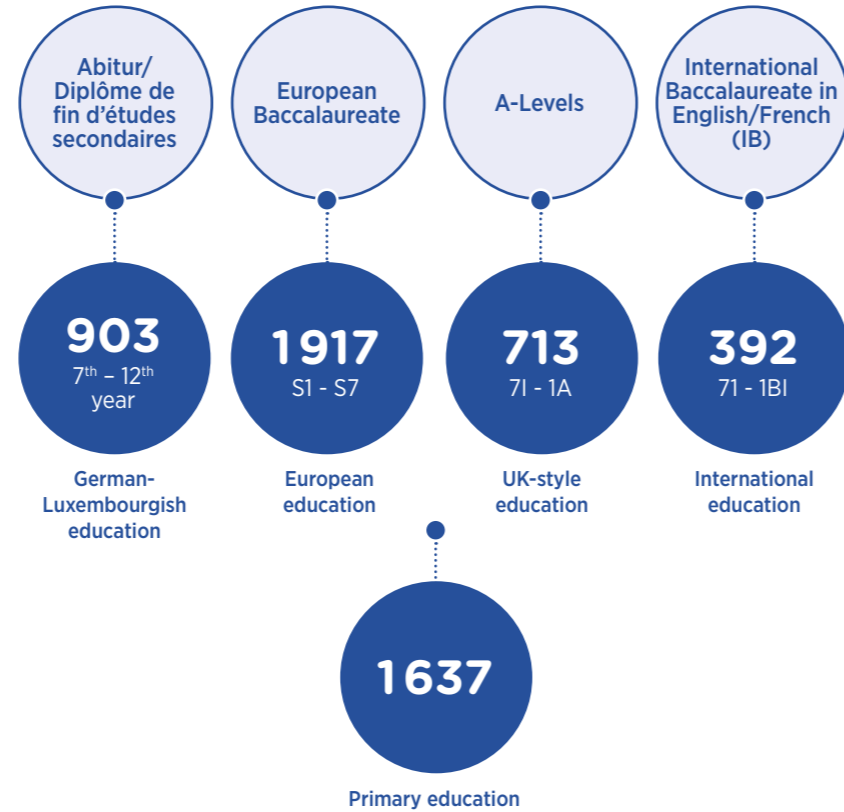 Abitur/
Diplôme de
fin d'études
secondaires
European
Baccalaureate
A-Levels
International
Baccalaureate in
English/French
(IB)
903
7th – 12th
year
1917
S1 - S7
713
7I - 1A
392
71 - 1BI
German-
Luxembourgish
education
European
education
UK-style
education
International
education
1637
Primary education